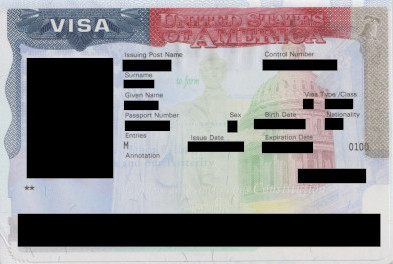 VISA UNITED STATES
OF AMERICA
Issuing Post Name Control Number
Surname
Given Name Visa Type /Class
Passport Number Sex Birth Date Nationality
Entries Issue Date Expiration Date
M 0100
Annotation
Constitution
**